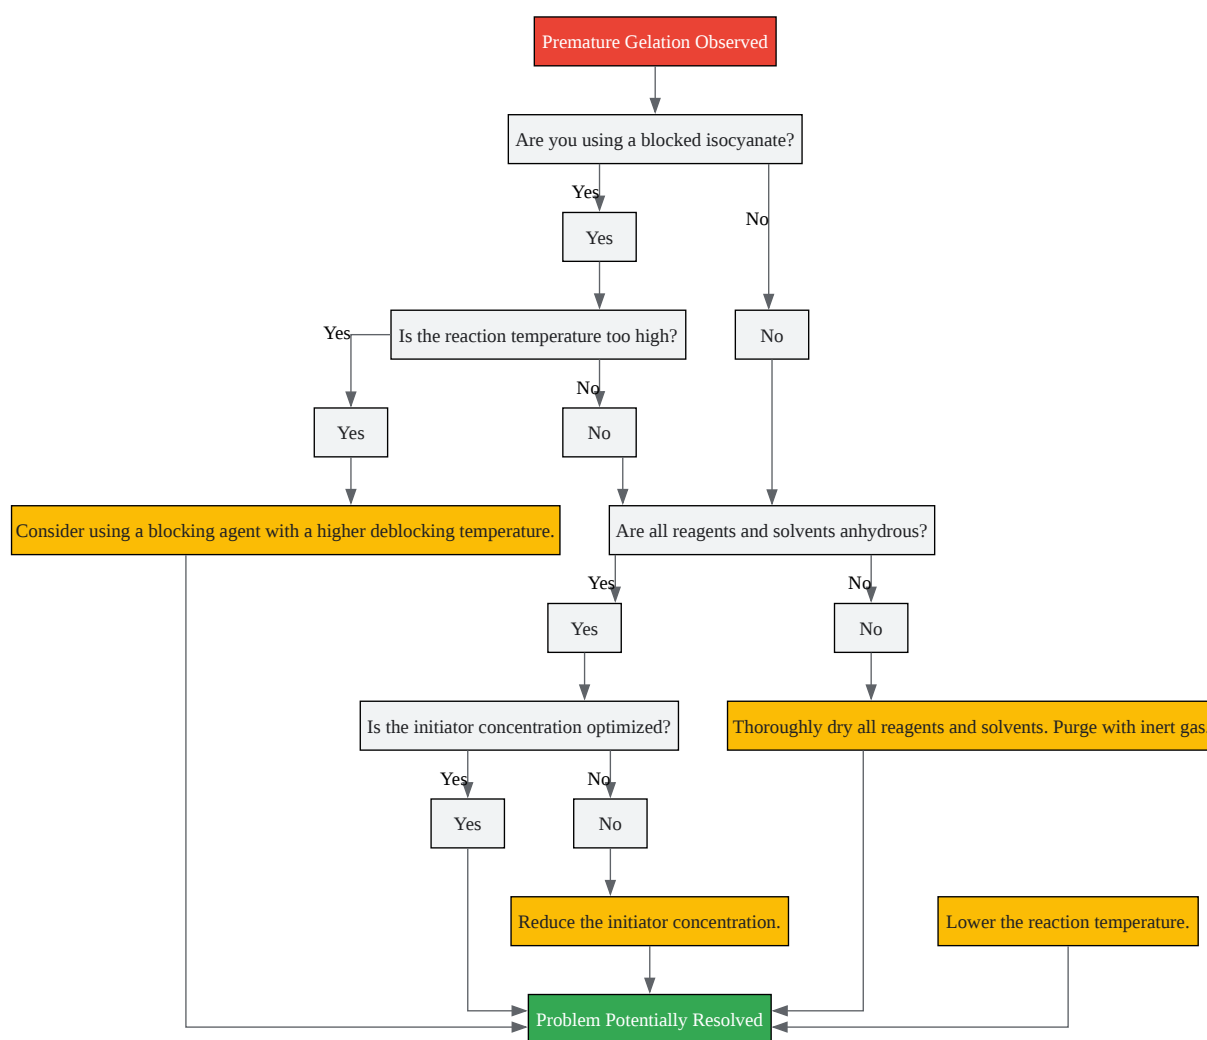 Premature Gelation Observed
Are you using a blocked isocyanate?
Yes
No
Yes
Is the reaction temperature too high?
No
Yes
No
Yes
No
Consider using a blocking agent with a higher deblocking temperature.
Are all reagents and solvents anhydrous?
Yes
No
Yes
No
Is the initiator concentration optimized?
Thoroughly dry all reagents and solvents. Purge with inert gas.
Yes
No
Yes
No
Reduce the initiator concentration.
Lower the reaction temperature.
Problem Potentially Resolved